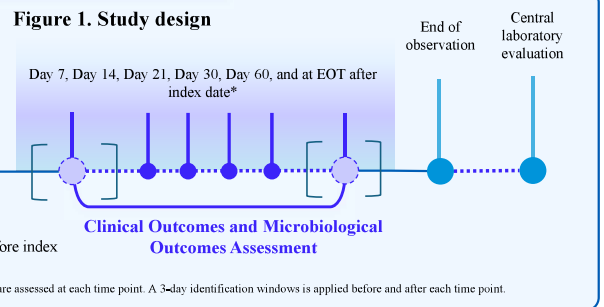 Figure 1. Study design
End of
observation
Central
laboratory
evaluation
Day 7, Day 14, Day 21, Day 30, Day 60, and at EOT after
index date*
Clinical Outcomes and Microbiological
Outcomes Assessment
ore index
are assessed at each time point. A 3-day identification windows is applied before and after each time point.